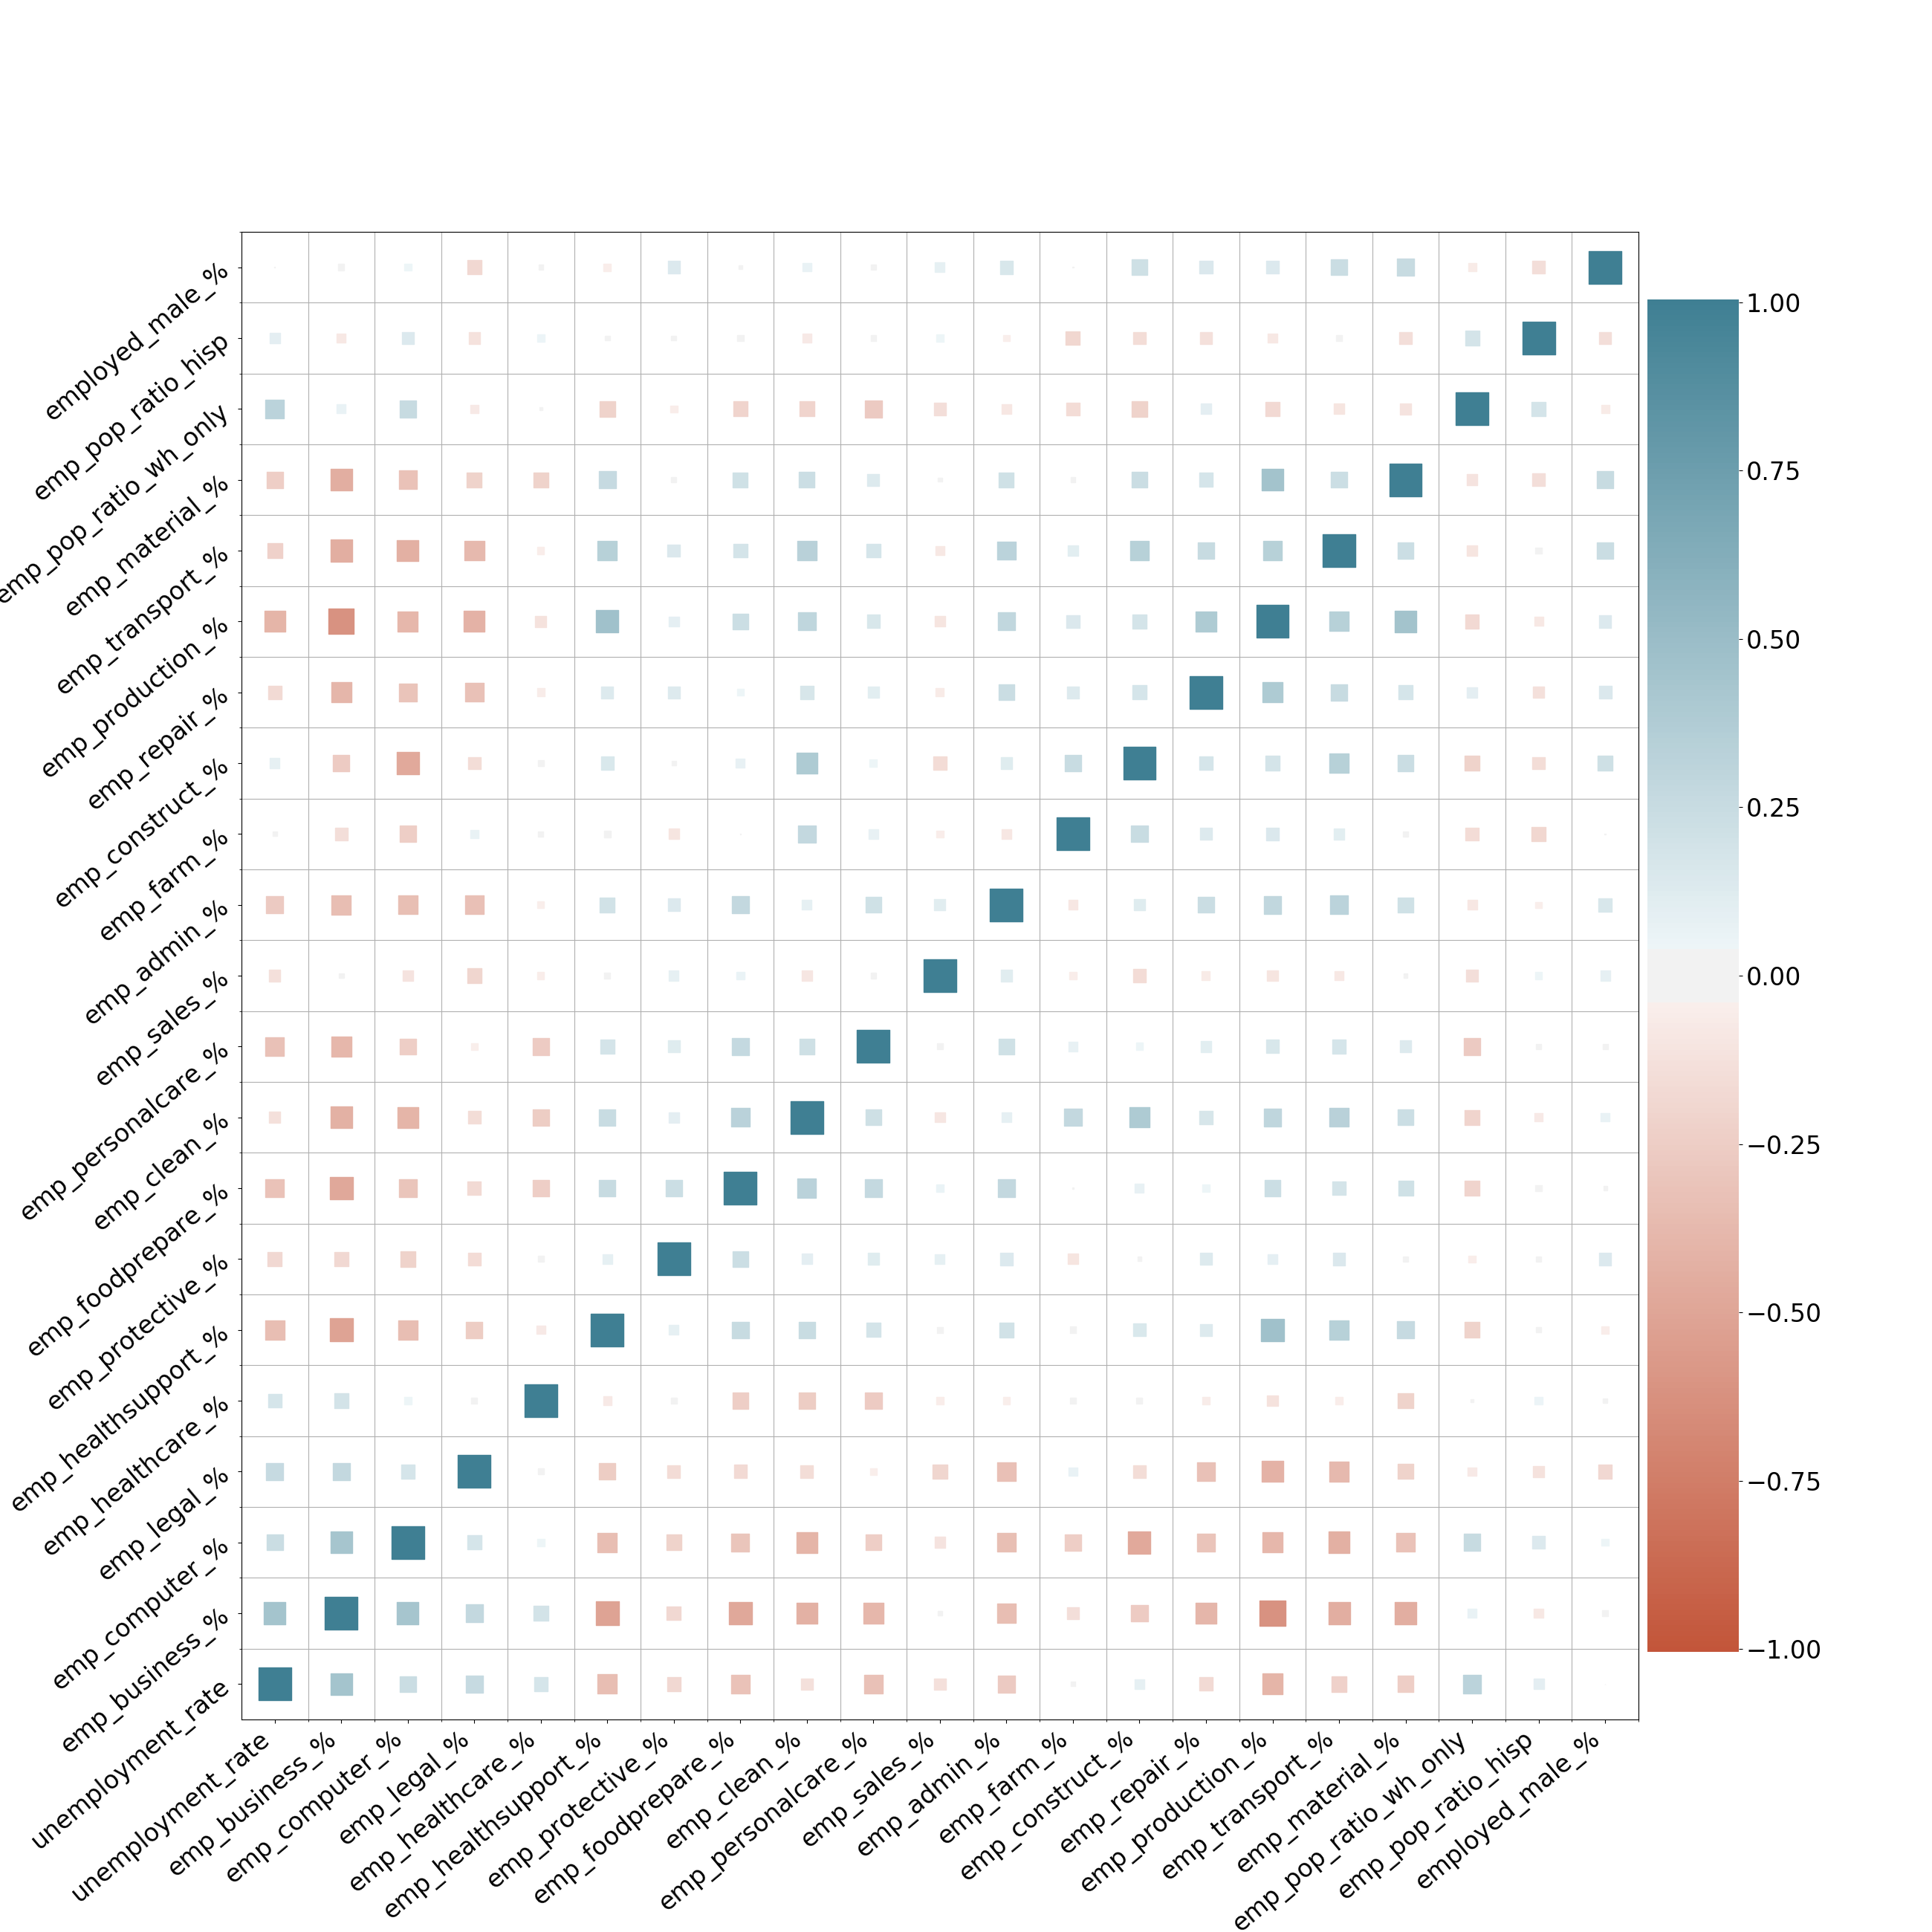 employed_male_%
emp_pop_ratio_hisp
emp_pop_ratio_wh_only
emp_material_%
emp_transport_%
emp_production_%
emp_repair_%
emp_construct_%
emp_farm_%
emp_admin_%
emp_sales_%
emp_personalcare_%
emp_clean_%
emp_foodprepare_%
emp_protective_%
emp_healthsupport_%
emp_healthcare_%
emp_legal_%
emp_computer_%
emp_business_%
unemployment_rate
unemployment_rate
emp_business_%
emp_computer_%
emp_legal_%
emp_healthcare_%
emp_healthsupport_%
emp_protective_%
emp_foodprepare_%
emp_clean_%
emp_personalcare_%
emp_sales_%
emp_admin_%
emp_farm_%
emp_construct_%
emp_repair_%
emp_production_%
emp_transport_%
emp_material_%
emp_pop_ratio_wh_only
emp_pop_ratio_hisp
employed_male_%
1.00
0.75
0.50
0.25
0.00
−0.25
−0.50
−0.75
−1.00